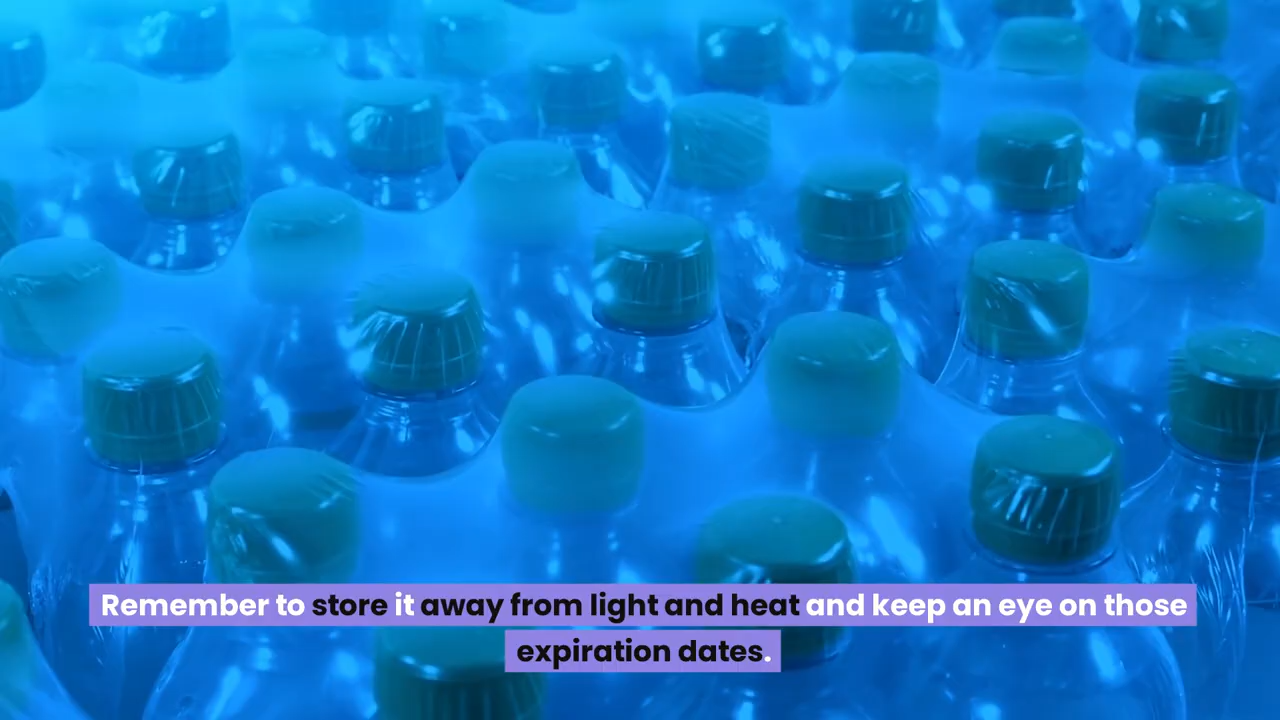 Remember to store it away from light and heat and keep an eye on those
expiration dates.